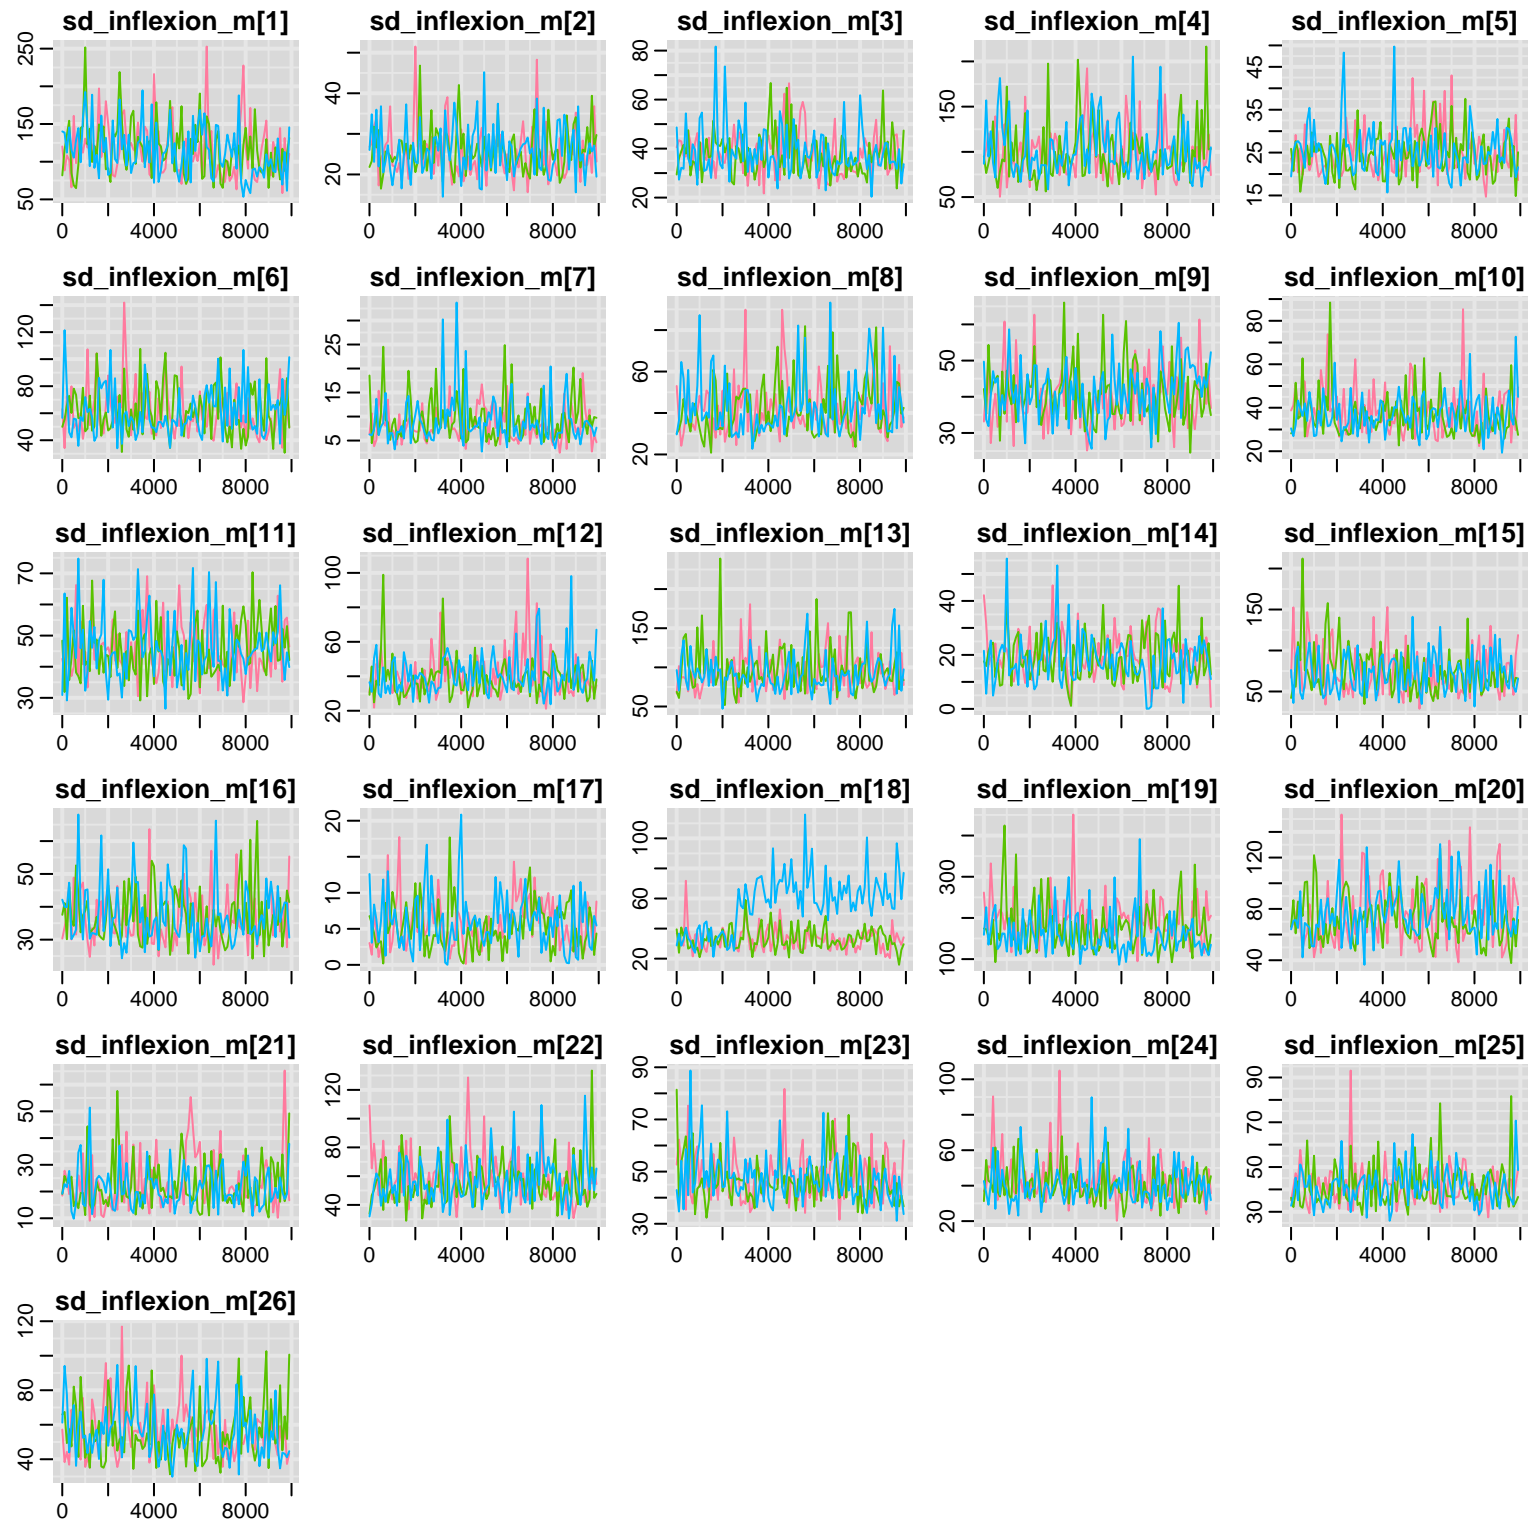 sd_inflexion_m[1] sd_inflexion_m[2] sd_inflexion_m[3] sd_inflexion_m[4] sd_inflexion_m[5]
50 150 250 20 40 20 40 60 80 50 150 15 25 35 45
0 4000 8000 0 4000 8000 0 4000 8000 0 4000 8000 0 4000 8000
sd_inflexion_m[6] sd_inflexion_m[7] sd_inflexion_m[8] sd_inflexion_m[9] sd_inflexion_m[10]
40 80 120 5 15 25 20 60 30 50 20 40 60 80
0 4000 8000 0 4000 8000 0 4000 8000 0 4000 8000 0 4000 8000
sd_inflexion_m[11] sd_inflexion_m[12] sd_inflexion_m[13] sd_inflexion_m[14] sd_inflexion_m[15]
30 50 70 20 60 100 50 150 0 20 40 50 150
0 4000 8000 0 4000 8000 0 4000 8000 0 4000 8000 0 4000 8000
sd_inflexion_m[16] sd_inflexion_m[17] sd_inflexion_m[18] sd_inflexion_m[19] sd_inflexion_m[20]
30 50 0 5 10 20 20 60 100 100 300 40 80 120
0 4000 8000 0 4000 8000 0 4000 8000 0 4000 8000 0 4000 8000
sd_inflexion_m[21] sd_inflexion_m[22] sd_inflexion_m[23] sd_inflexion_m[24] sd_inflexion_m[25]
10 30 50 40 80 120 30 50 70 90 20 60 100 30 50 70 90
0 4000 8000 0 4000 8000 0 4000 8000 0 4000 8000 0 4000 8000
sd_inflexion_m[26]
40 80 120
0 4000 8000